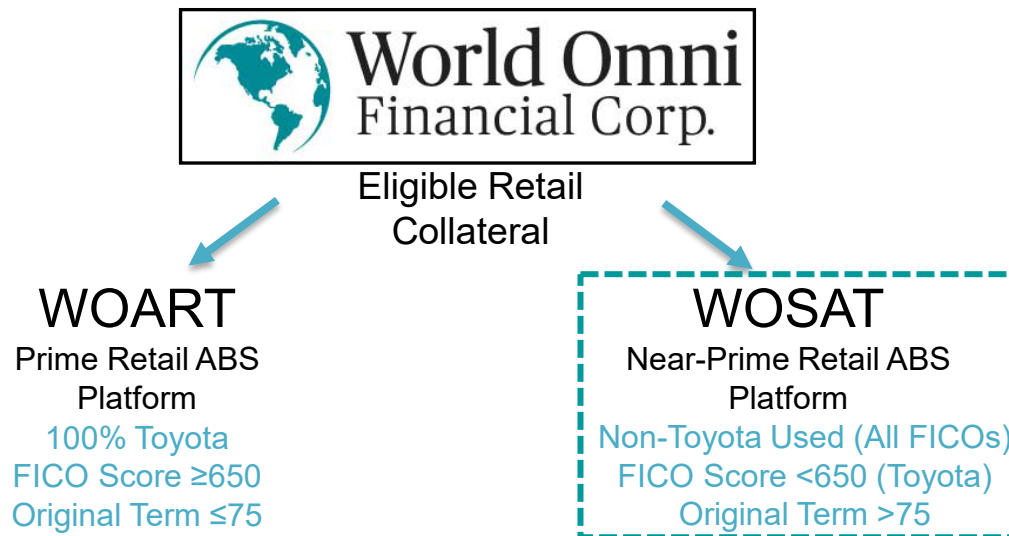 World Omni
Financial Corp.
Eligible Retail
Collateral
WOART
Prime Retail ABS
Platform
100% Toyota
FICO Score ≥650
Original Term ≤75
WOSAT
Near-Prime Retail ABS
Platform
Non-Toyota Used (All FICOs)
FICO Score <650 (Toyota)
Original Term >75